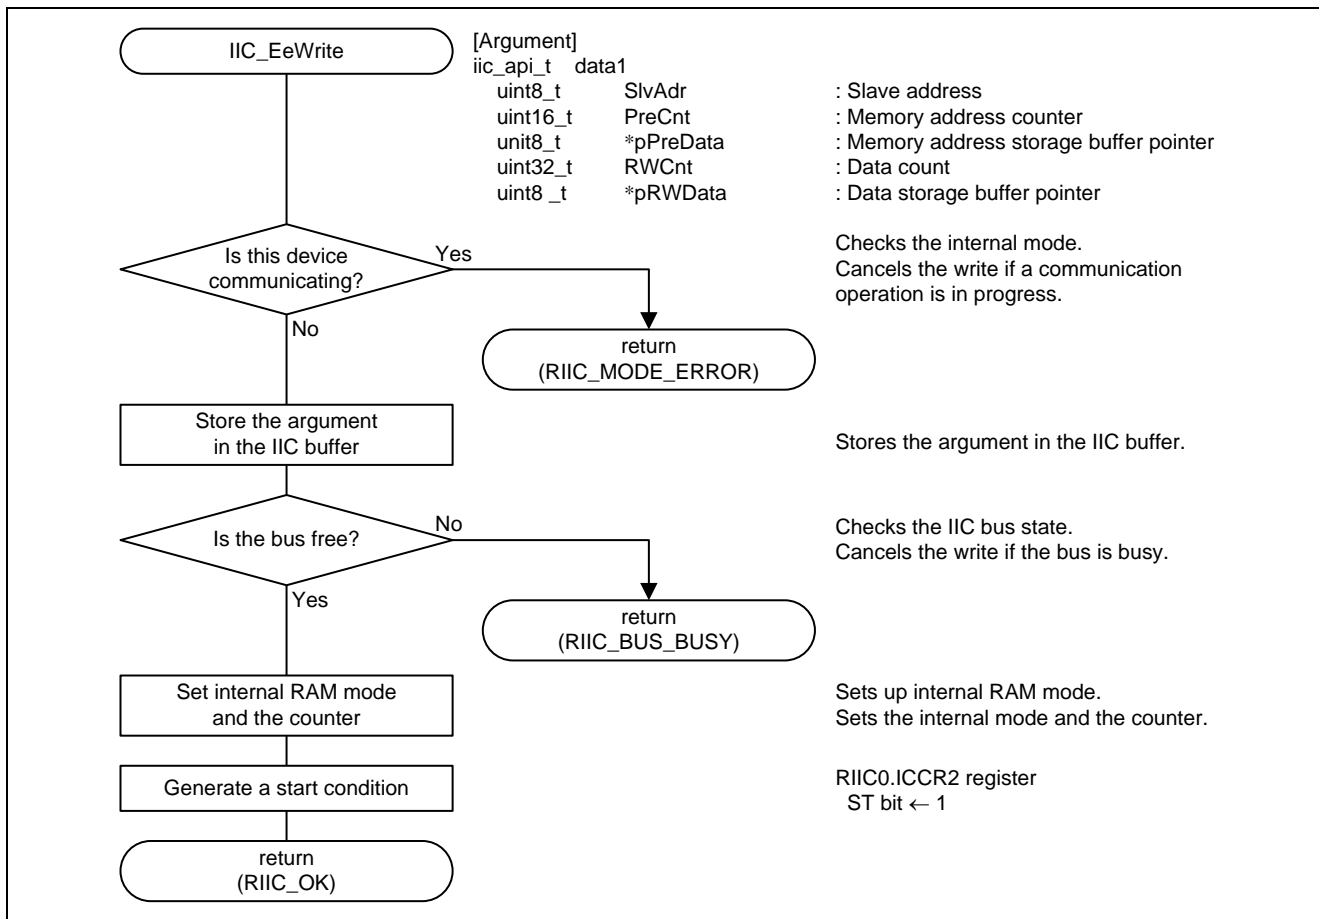 IIC_EeWrite
[Argument]
iic_api_t data1
uint8_t SlvAdr : Slave address
uint16_t PreCnt : Memory address counter
unit8_t *pPreData : Memory address storage buffer pointer
uint32_t RWCnt : Data count
uint8 _t *pRWData : Data storage buffer pointer
Is this device
communicating?
Yes
No
Checks the internal mode.
Cancels the write if a communication
operation is in progress.
return
(RIIC_MODE_ERROR)
Store the argument
in the IIC buffer
Stores the argument in the IIC buffer.
Is the bus free?
No
Yes
Checks the IIC bus state.
Cancels the write if the bus is busy.
return
(RIIC_BUS_BUSY)
Set internal RAM mode
and the counter
Sets up internal RAM mode.
Sets the internal mode and the counter.
Generate a start condition
RIIC0.ICCR2 register
ST bit ← 1
return
(RIIC_OK)